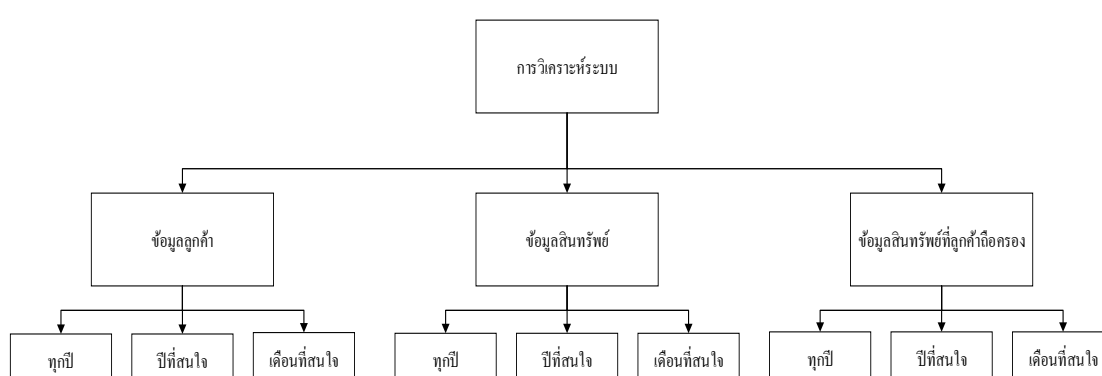 การวิเคราะห์ระบบ
ข้อมูลลูกค้า
ข้อมูลสินทรัพย์
ข้อมูลสินทรัพย์ที่ลูกค้าถือครอง
ทุกปี
ปีที่สนใจ
เดือนที่สนใจ
ทุกปี
ปีที่สนใจ
เดือนที่สนใจ
ทุกปี
ปีที่สนใจ
เดือนที่สนใจ